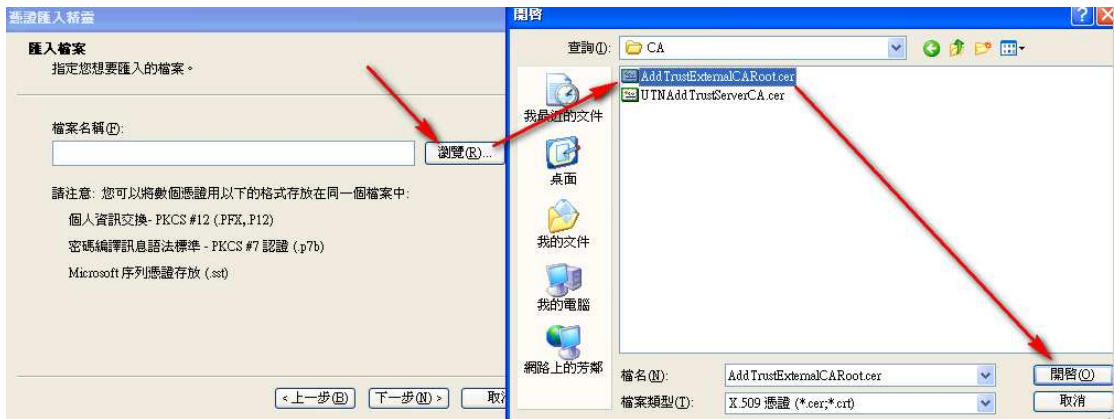 憑證匯入精靈
匯入檔案
指定您想要匯入的檔案。
檔案名稱(F):
瀏覽(R)...
請注意: 您可以將數個憑證用以下的格式存放在同一個檔案中:
個人資訊交換- PKCS #12 (.PFX,.P12)
密碼編譯訊息語法標準 - PKCS #7 認證 (.p7b)
Microsoft 序列憑證存放 (.sst)
< 上一步(B)
下一步(N) >
取
開啓
查詢(I):
CA
AddTrustExternalCARoot.cer
UTNAddTrustServerCA.cer
我最近的文件
桌面
我的文件
我的電腦
網路上的芳鄰
檔名(N):
AddTrustExternalCARoot.cer
開啓(O)
檔案類型(T):
X.509 憑證 (*.cer;*.crt)
取消